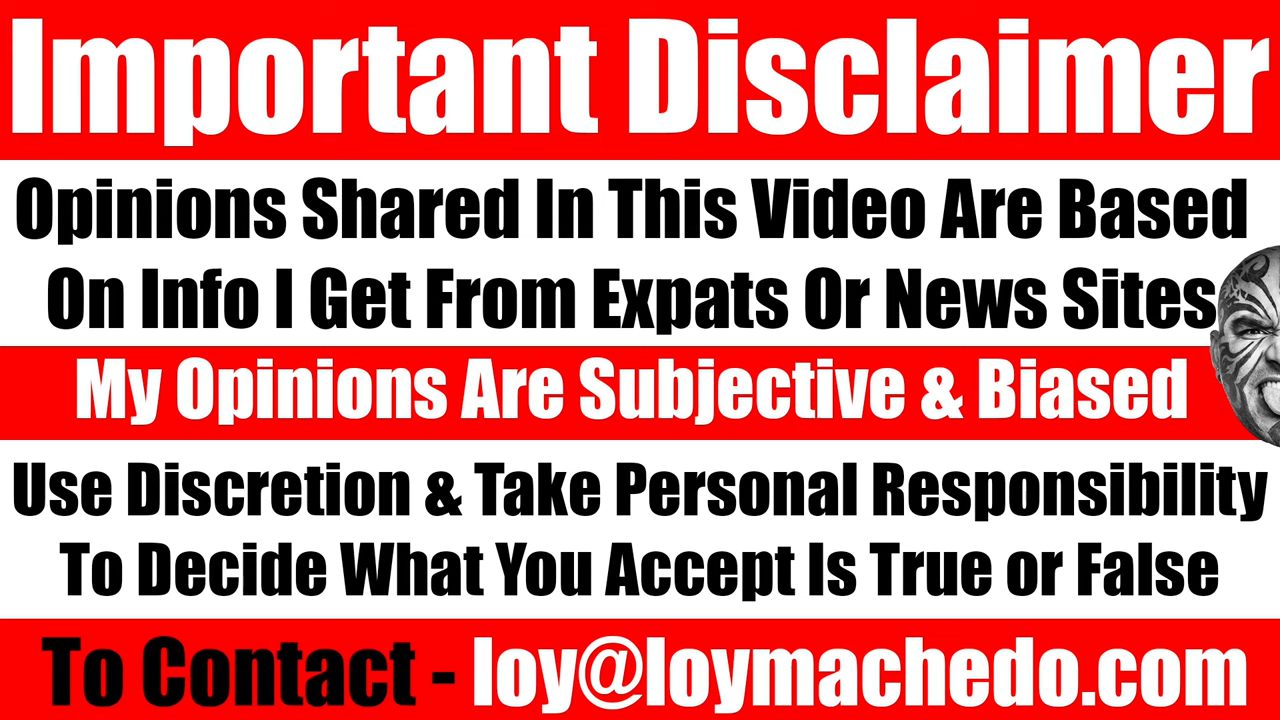 Important Disclaimer
Opinions Shared In This Video Are Based
On Info I Get From Expats Or News Sites
My Opinions Are Subjective & Biased
Use Discretion & Take Personal Responsibility
To Decide What You Accept Is True or False
To Contact - loy@loymachedo.com